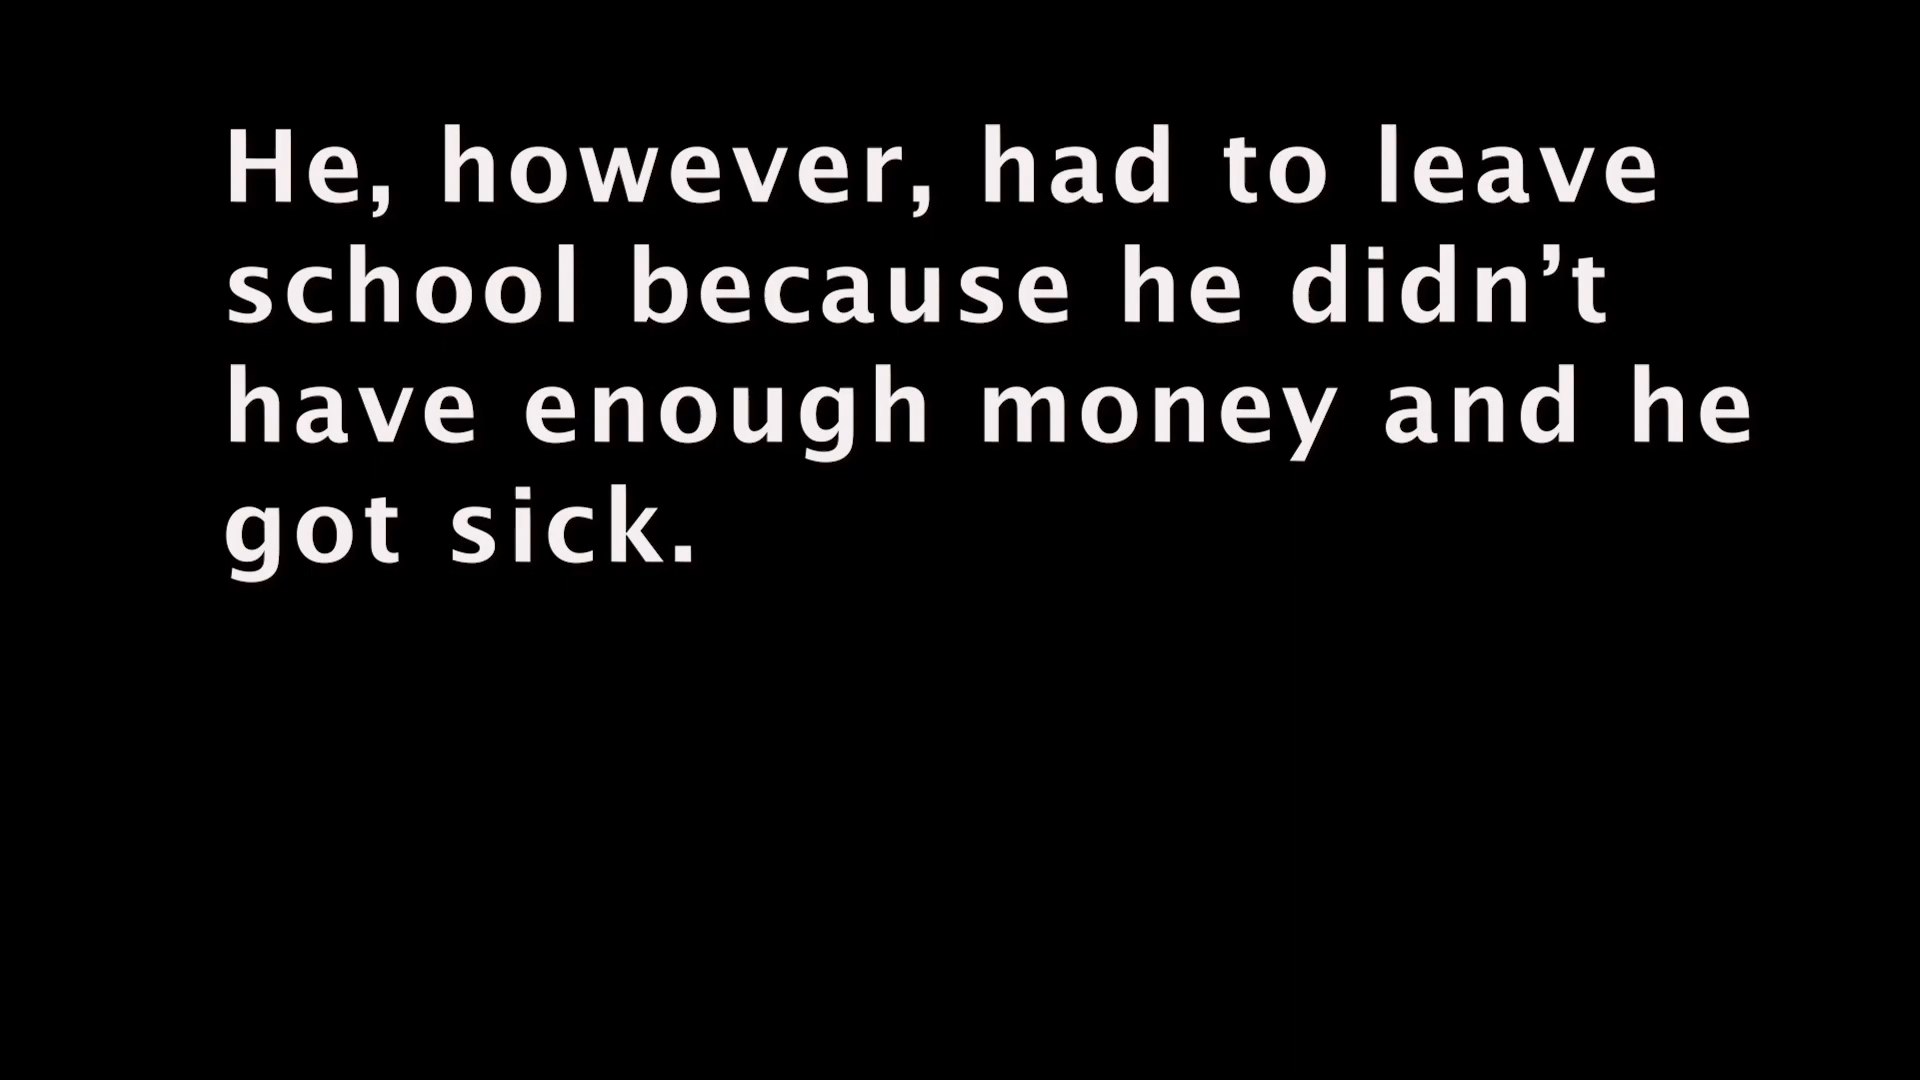 He, however, had to leave
school because he didn’t
have enough money and he
got sick.